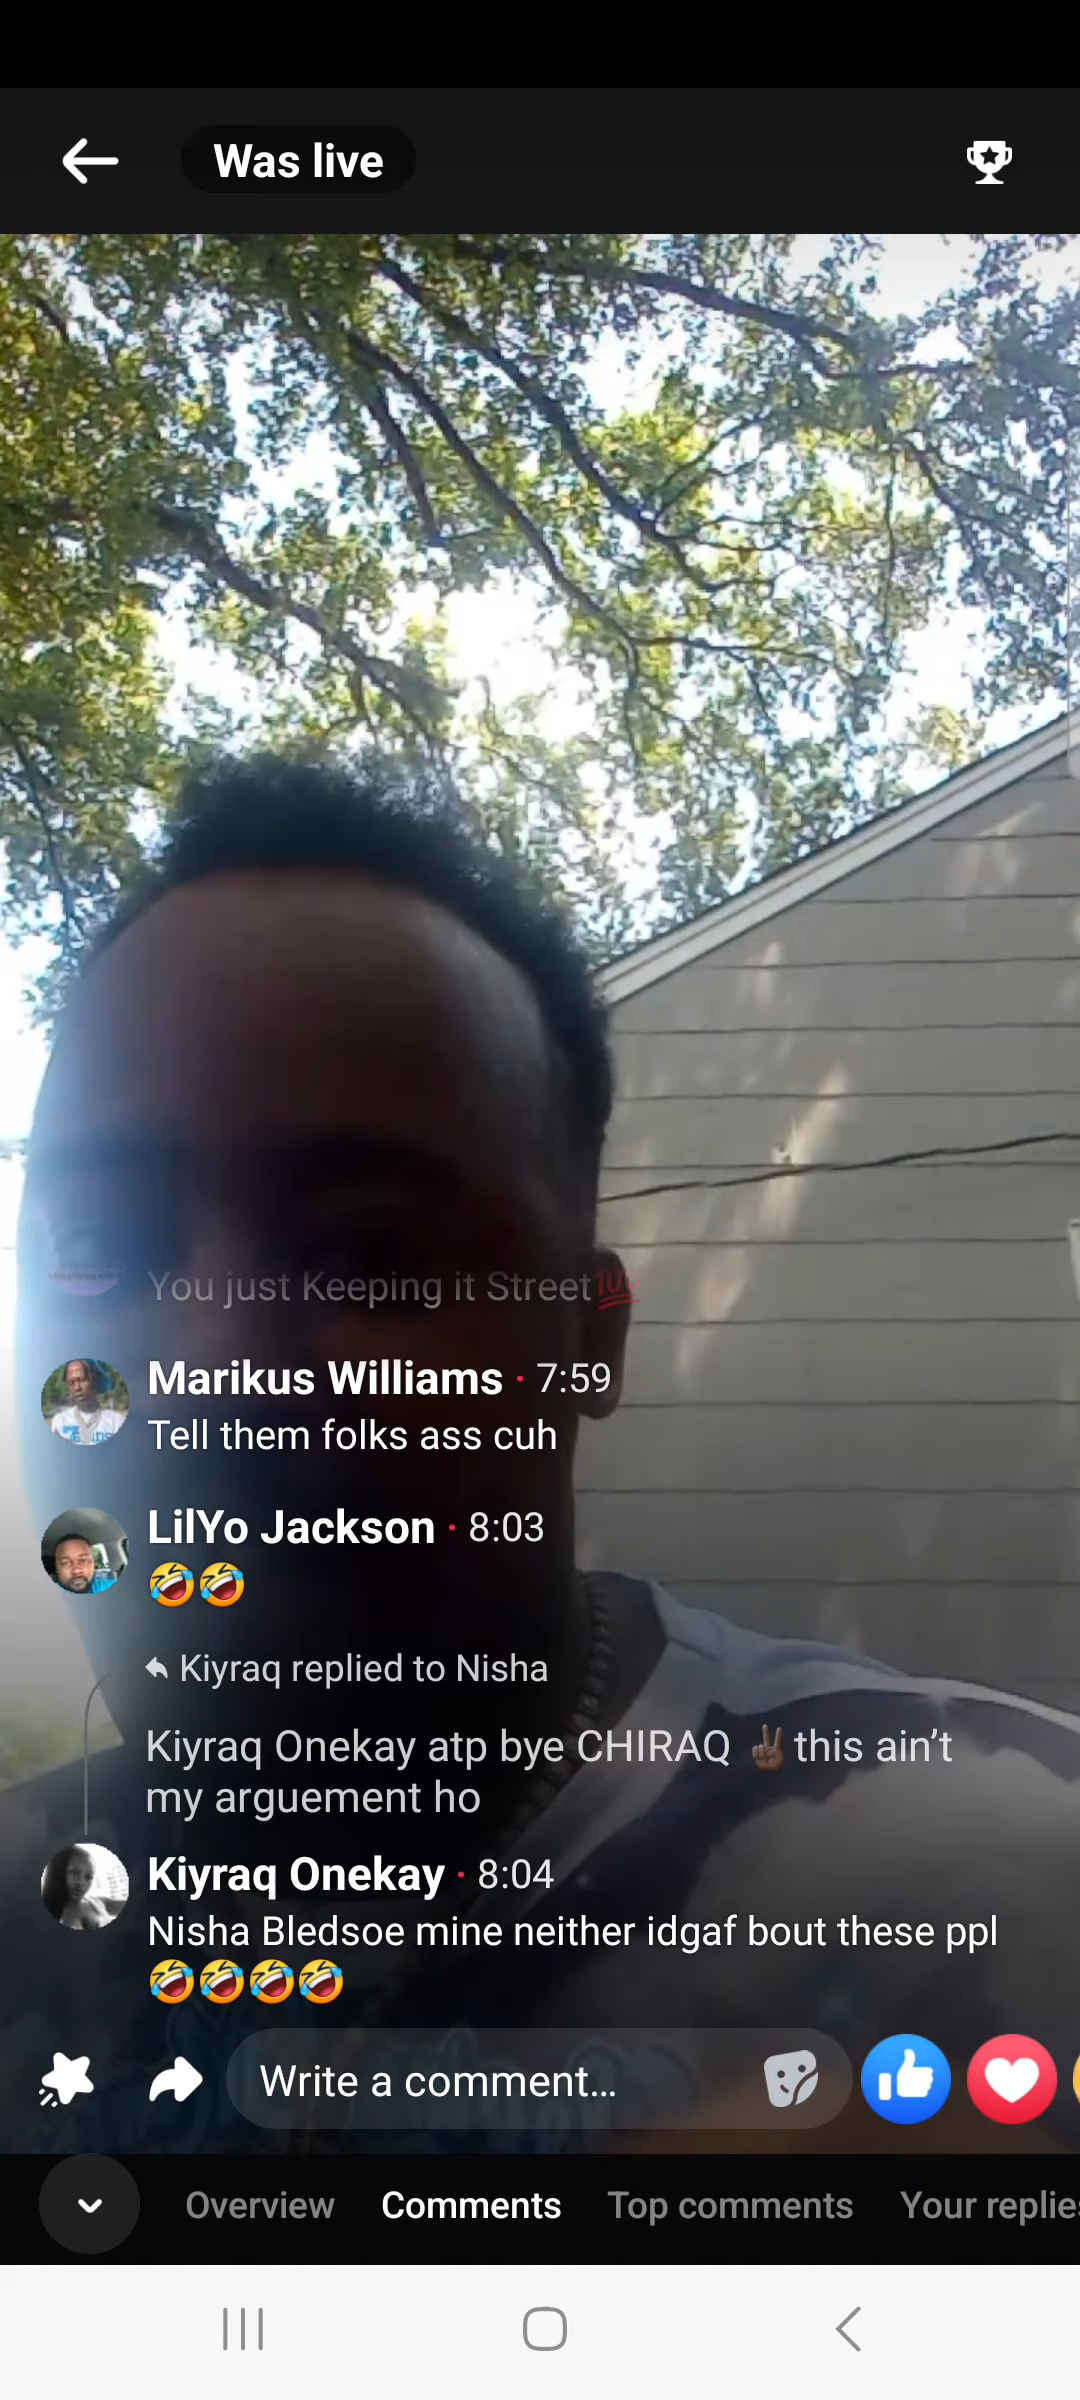 Was live
You just Keeping it Street💯
Marikus Williams · 7:59
Tell them folks ass cuh
LilYo Jackson · 8:03
🤣🤣
Kiyraq replied to Nisha
Kiyraq Onekay atp bye CHIRAQ ✌🏾 this ain’t
my arguement ho
Kiyraq Onekay · 8:04
Nisha Bledsoe mine neither idgaf bout these ppl
🤣🤣🤣🤣
Write a comment...
Overview Comments Top comments Your replies